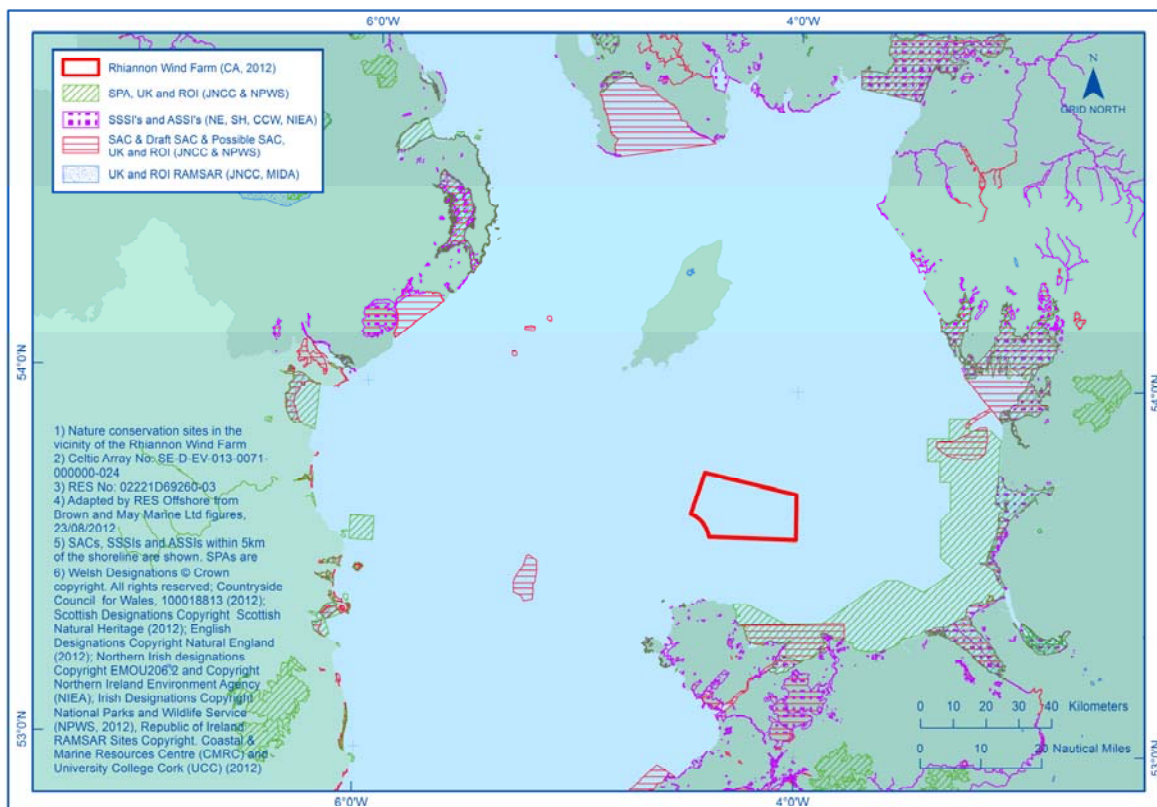 6°0'W
4°0'W
Rhiannon Wind Farm (CA, 2012)
SPA, UK and ROI (JNCC & NPWS)
SSSI's and ASSI's (NE, SH, CCW, NIEA)
SAC & Draft SAC & Possible SAC,
UK and ROI (JNCC & NPWS)
UK and ROI RAMSAR (JNCC, MIDA)
N
GRID NORTH
54°0'N
54°0'N
1) Nature conservation sites in the
vicinity of the Rhiannon Wind Farm
2) Celtic Array No: SE-D-EV-013-0071-
000000-024
3) RES No: 02221D69260-03
4) Adapted by RES Offshore from
Brown and May Marine Ltd figures,
23/08/2012
5) SACs, SSSIs and ASSIs within 5km
of the shoreline are shown. SPAs are
6) Welsh Designations © Crown
copyright. All rights reserved; Countryside
Council for Wales, 100018813 (2012);
Scottish Designations Copyright Scottish
Natural Heritage (2012); English
Designations Copyright Natural England
(2012); Northern Irish designations
Copyright EMOU206.2 and Copyright
Northern Ireland Environment Agency
(NIEA); Irish Designations Copyright
National Parks and Wildlife Service
(NPWS, 2012), Republic of Ireland
RAMSAR Sites Copyright. Coastal &
Marine Resources Centre (CMRC) and
University College Cork (UCC) (2012)
53°0'N
53°0'N
0 10 20 30 40 Kilometers
0 10 20 Nautical Miles
6°0'W
4°0'W